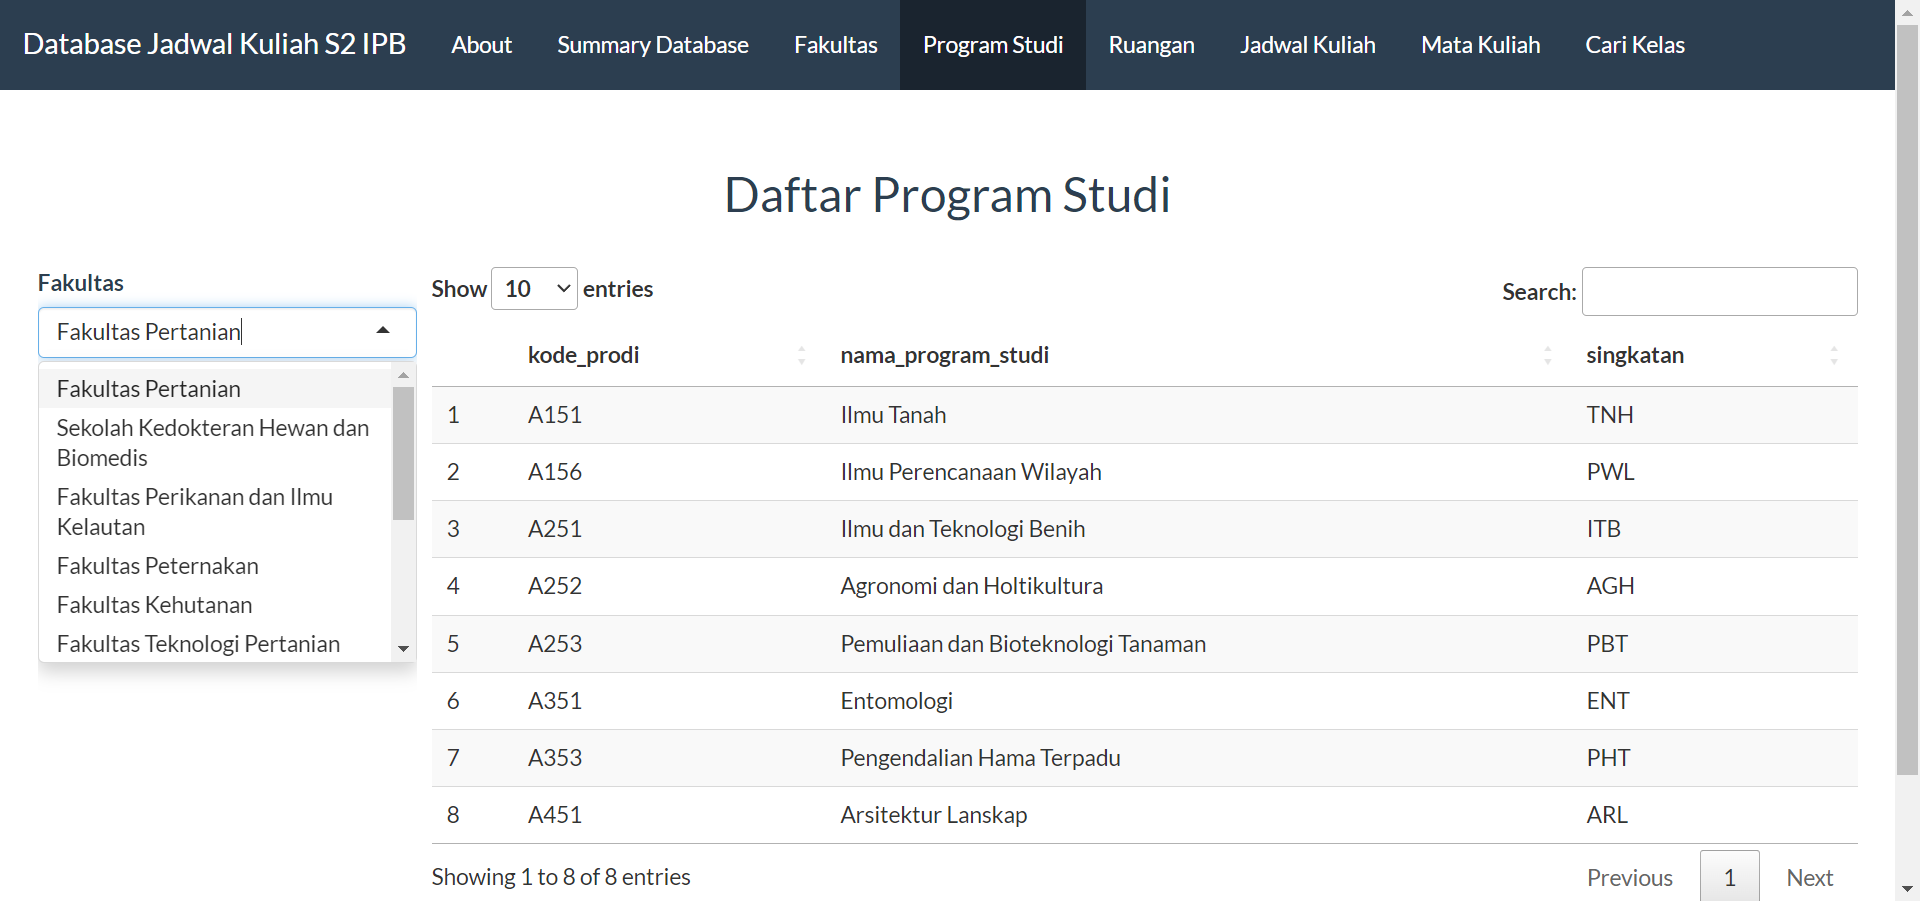 Database Jadwal Kuliah S2 IPB About Summary Database Fakultas Program Studi Ruangan Jadwal Kuliah Mata Kuliah Cari Kelas
Daftar Program Studi
Fakultas
Fakultas Pertanian
Fakultas Pertanian
Sekolah Kedokteran Hewan dan
Biomedis
Fakultas Perikanan dan Ilmu
Kelautan
Fakultas Peternakan
Fakultas Kehutanan
Fakultas Teknologi Pertanian
Show 10 entries
Search:
kode_prodi nama_program_studi singkatan
1 A151 Ilmu Tanah TNH
2 A156 Ilmu Perencanaan Wilayah PWL
3 A251 Ilmu dan Teknologi Benih ITB
4 A252 Agronomi dan Holtikultura AGH
5 A253 Pemuliaan dan Bioteknologi Tanaman PBT
6 A351 Entomologi ENT
7 A353 Pengendalian Hama Terpadu PHT
8 A451 Arsitektur Lanskap ARL
Showing 1 to 8 of 8 entries
Previous 1 Next